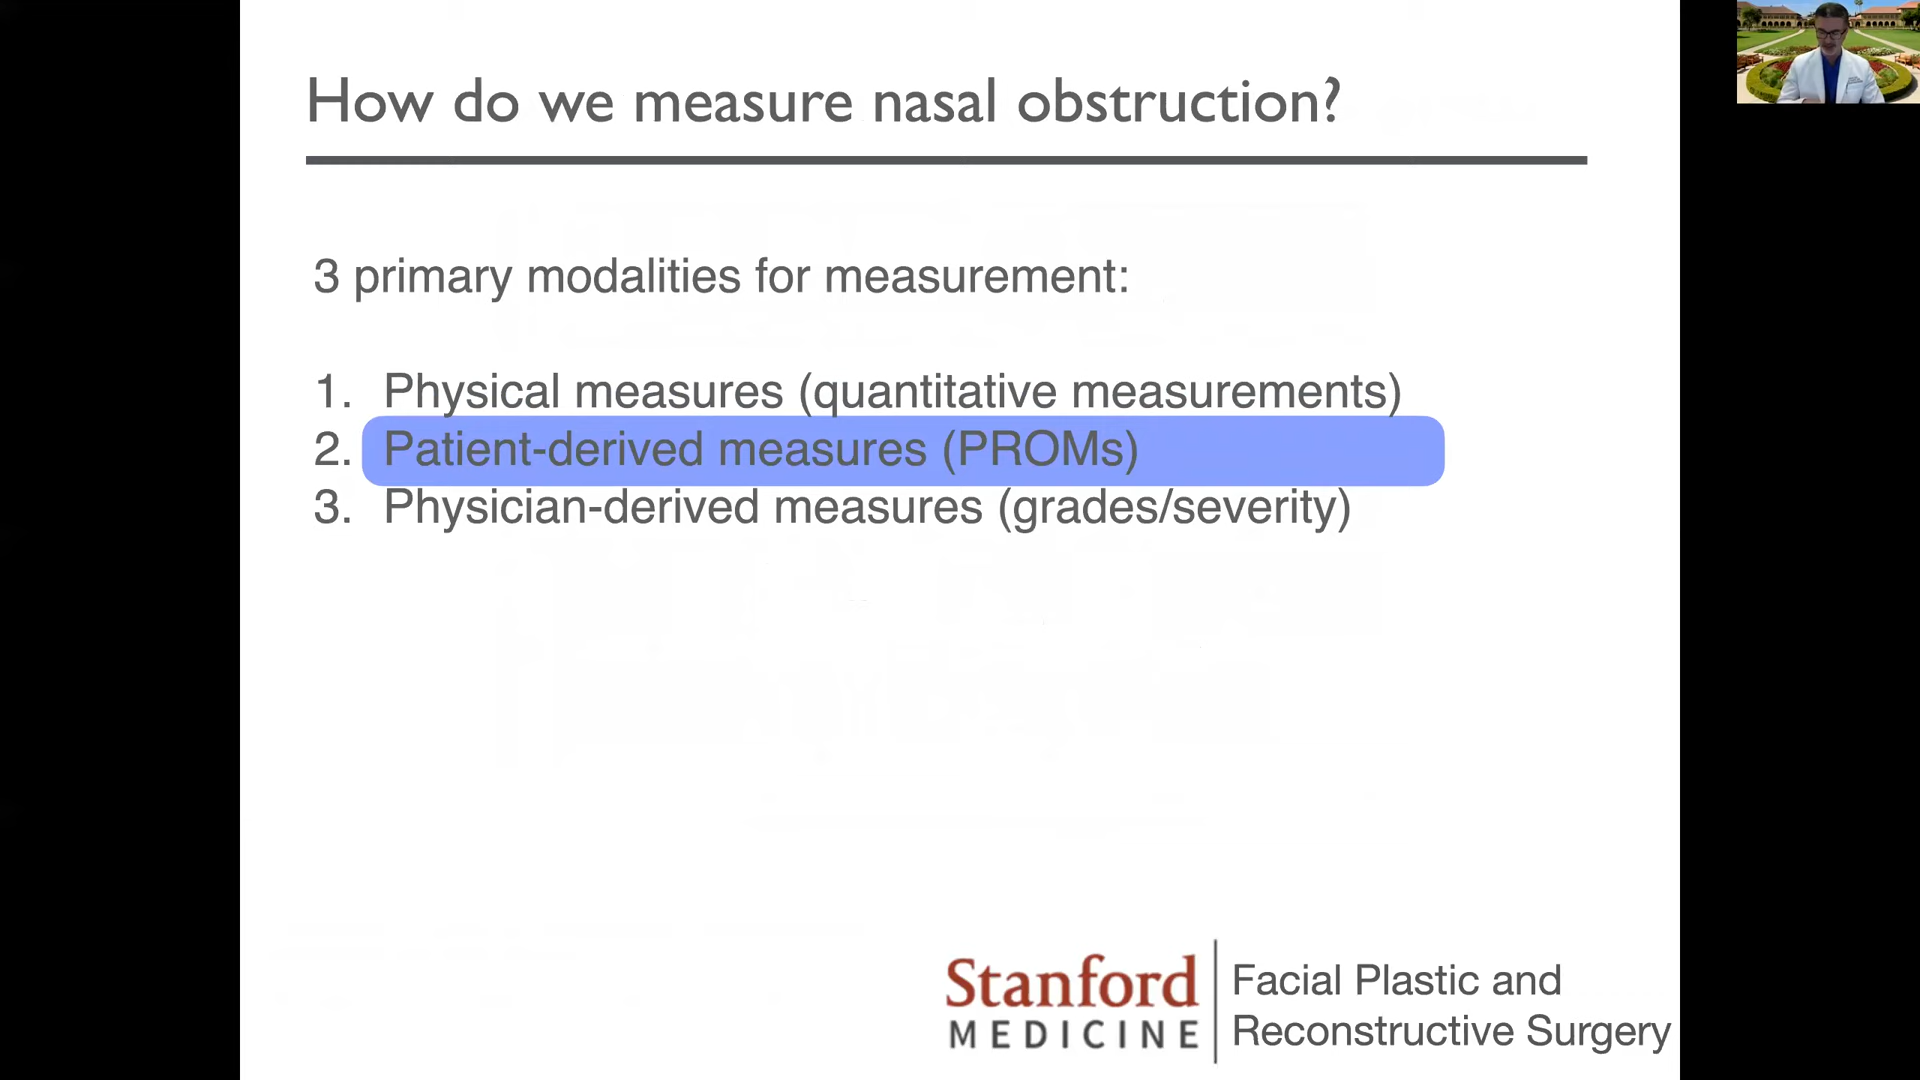 How do we measure nasal obstruction?
3 primary modalities for measurement:
1. Physical measures (quantitative measurements)
2. Patient-derived measures (PROMs)
3. Physician-derived measures (grades/severity)
Stanford
MEDICINE
Facial Plastic and
Reconstructive Surgery